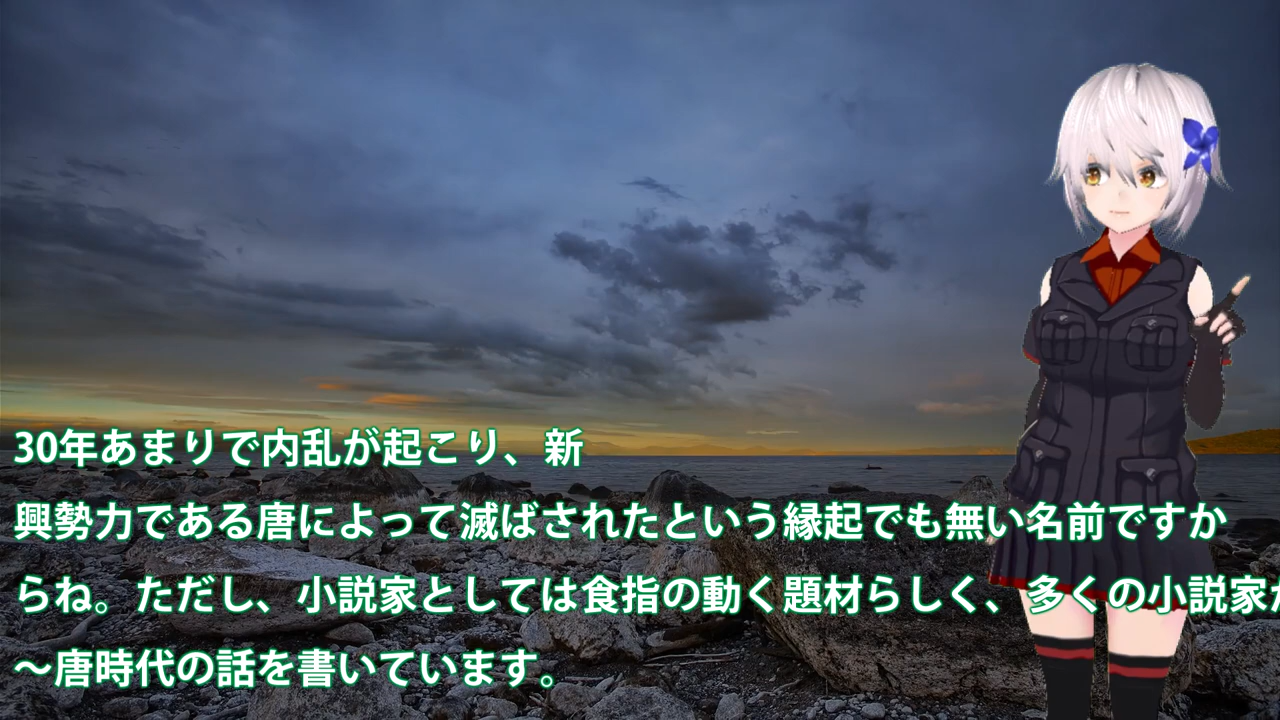 30年あまりで内乱が起こり、新
興勢力である唐によって滅ばされたという縁起でも無い名前ですか
らね。ただし、小説家としては食指の動く題材らしく、多くの小説家が
～唐時代の話を書いています。